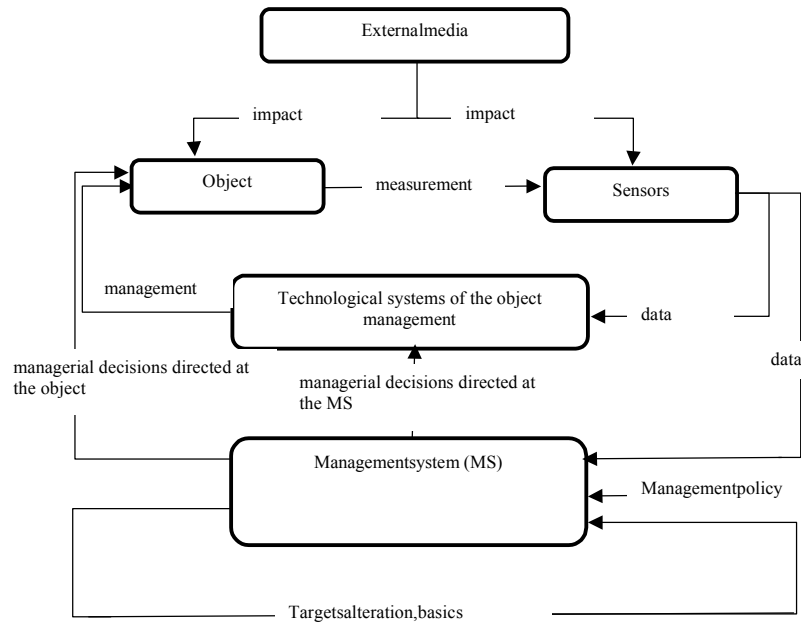 Externalmedia
impact
impact
Object
measurement
Sensors
management
Technological systems of the object
management
data
managerial decisions directed at
the object
managerial decisions directed at
the MS
data
Managementsystem (MS)
Managementpolicy
Targetsalteration,basics